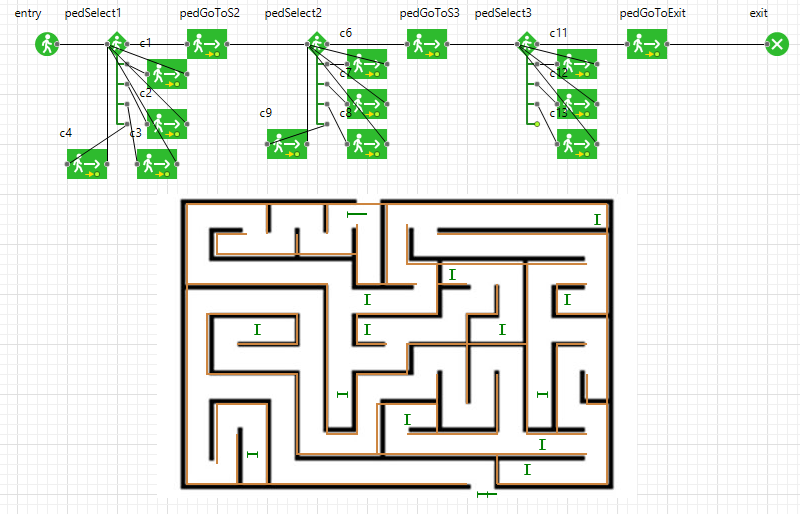 entry pedSelect1 pedGoToS2 pedSelect2 pedGoToS3 pedSelect3 pedGoToExit exit
c1 c6 c11
c7 c12
c2
c9 c8 c13
c4 c3